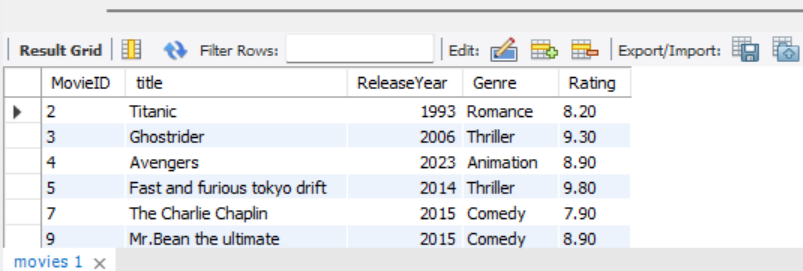 Result Grid Filter Rows: Edit: Export/Import:
MovieID title ReleaseYear Genre Rating
2 Titanic 1993 Romance 8.20
3 Ghostrider 2006 Thriller 9.30
4 Avengers 2023 Animation 8.90
5 Fast and furious tokyo drift 2014 Thriller 9.80
7 The Charlie Chaplin 2015 Comedy 7.90
9 Mr.Bean the ultimate 2015 Comedy 8.90
movies 1